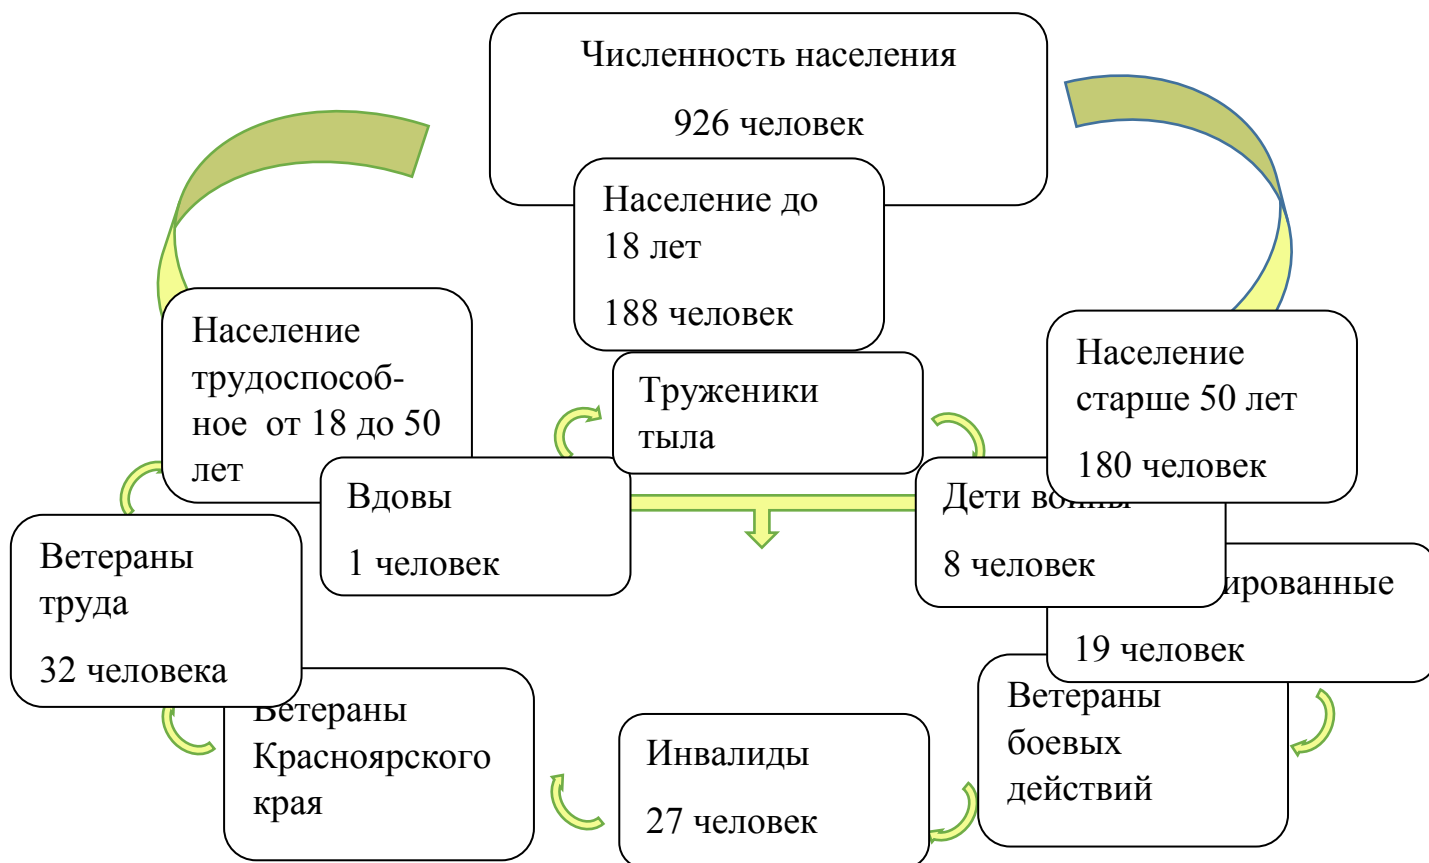 Численность населения
926 человек
Население до
18 лет
188 человек
Население
трудоспособ-
ное от 18 до 50
лет
Население
старше 50 лет
180 человек
Труженики
тыла
Вдовы
1 человек
Дети войны
8 человек
Ветераны
труда
32 человека
ированные
19 человек
Ветераны
Красноярского
края
Инвалиды
27 человек
Ветераны
боевых
действий